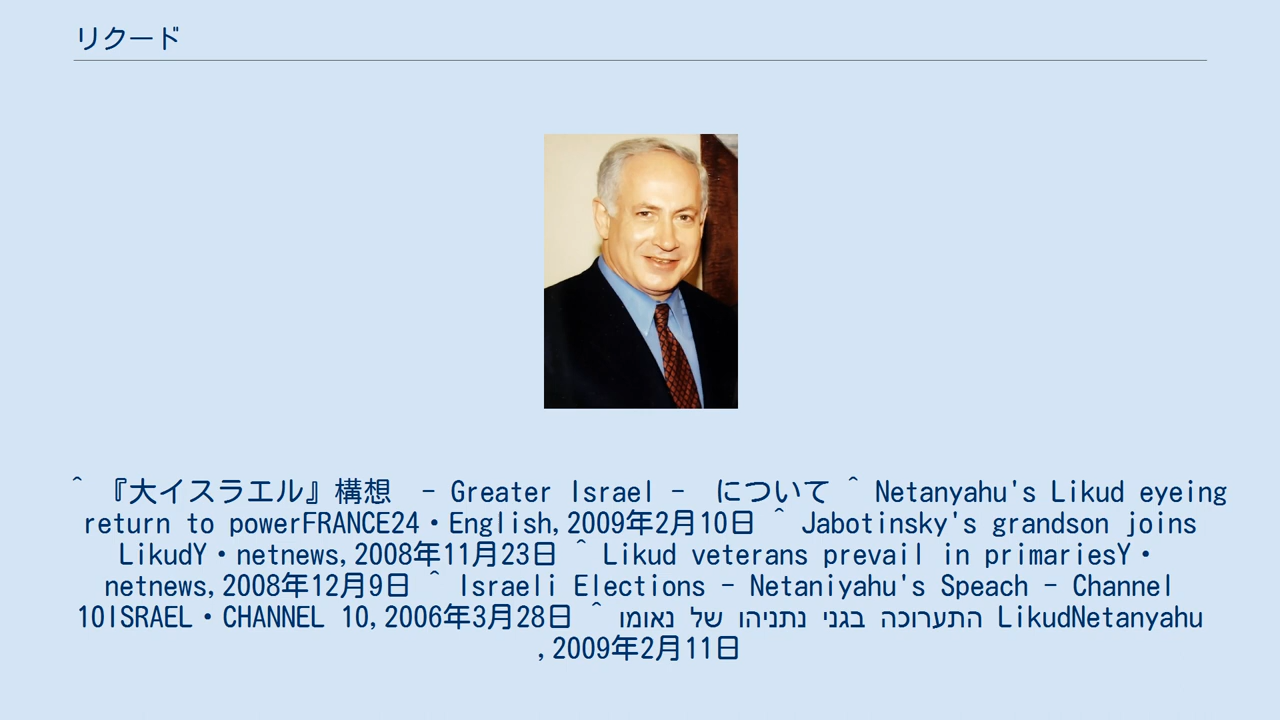 リクード
^ 『大イスラエル』構想　- Greater Israel -　について ^ Netanyahu's Likud eyeing
return to powerFRANCE24・English,2009年2月10日 ^ Jabotinsky's grandson joins
LikudY・netnews,2008年11月23日 ^ Likud veterans prevail in primariesY・
netnews,2008年12月9日 ^ Israeli Elections - Netaniyahu's Speach - Channel
10ISRAEL・CHANNEL 10,2006年3月28日 ^ נאומו של נתניהו בגני התערוכה LikudNetanyahu
,2009年2月11日